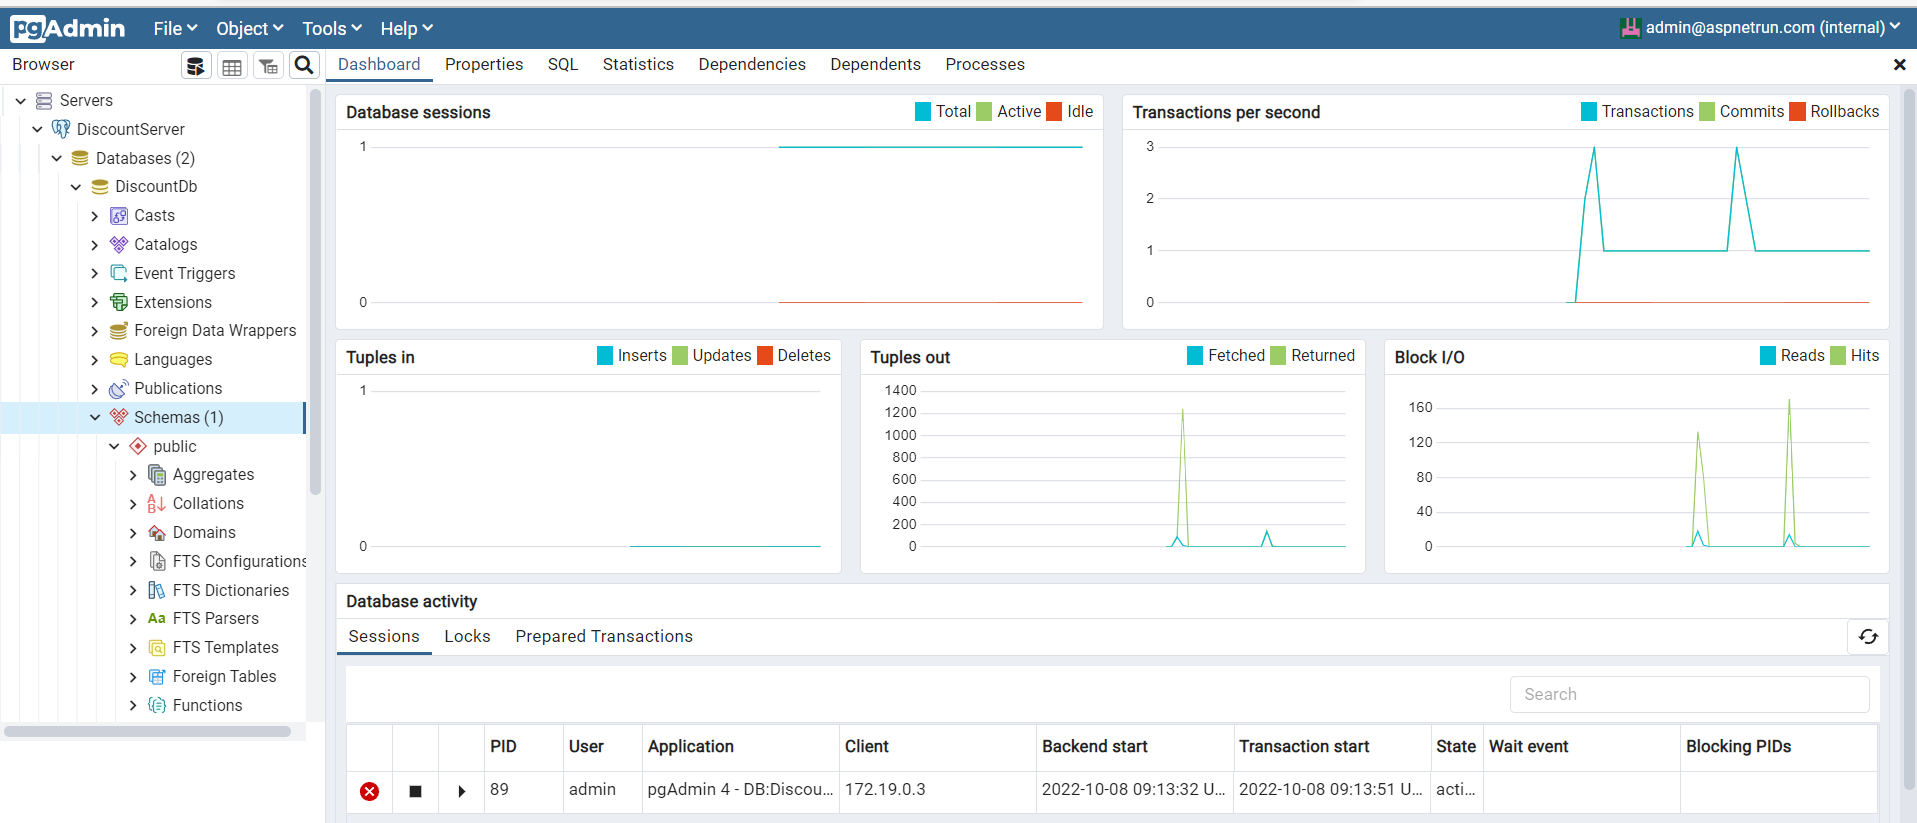 pgAdmin File Object Tools Help admin@aspnetrun.com (internal)
Browser
Dashboard Properties SQL Statistics Dependencies Dependents Processes
Servers
DiscountServer
Databases (2)
DiscountDb
Casts
Catalogs
Event Triggers
Extensions
Foreign Data Wrappers
Languages
Publications
Schemas (1)
public
Aggregates
Collations
Domains
FTS Configurations
FTS Dictionaries
Aa FTS Parsers
FTS Templates
Foreign Tables
Functions
Database sessions Total Active Idle
1
0
Transactions per second Transactions Commits Rollbacks
3
2
1
0
Tuples in Inserts Updates Deletes
1
0
Tuples out Fetched Returned
1400
1200
1000
800
600
400
200
0
Block I/O Reads Hits
160
120
80
40
0
Database activity
Sessions Locks Prepared Transactions
Search
PID User Application Client Backend start Transaction start State Wait event Blocking PIDs
89 admin pgAdmin 4 - DB:Discou... 172.19.0.3 2022-10-08 09:13:32 U... 2022-10-08 09:13:51 U... acti...